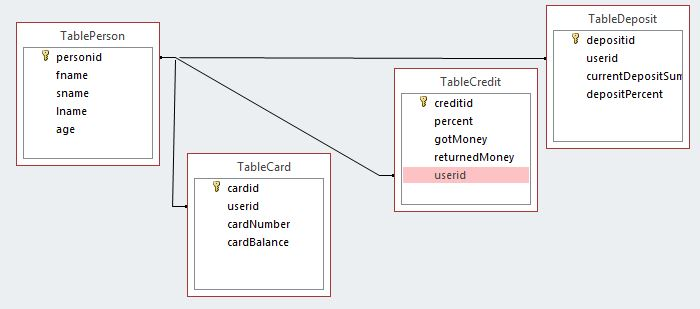 TablePerson
personid
fname
sname
lname
age
TableCard
cardid
userid
cardNumber
cardBalance
TableCredit
creditid
percent
gotMoney
returnedMoney
userid
TableDeposit
depositid
userid
currentDepositSum
depositPercent